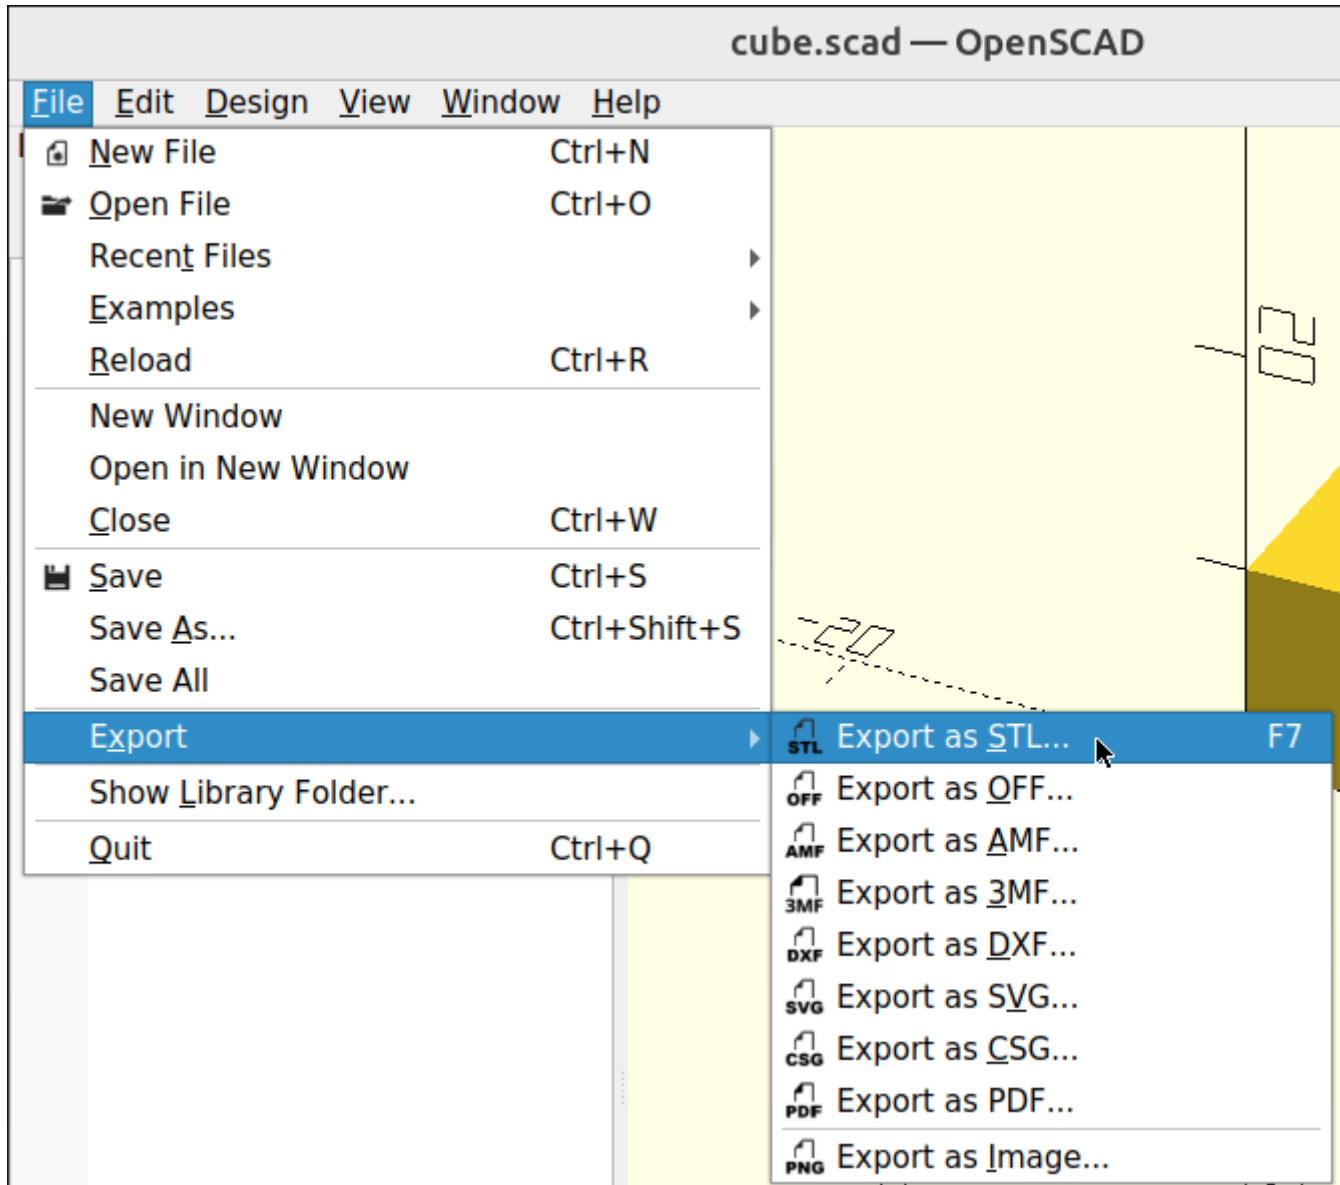 cube.scad — OpenSCAD
File Edit Design View Window Help
New File Ctrl+N
Open File Ctrl+O
Recent Files
Examples
Reload Ctrl+R
New Window
Open in New Window
Close Ctrl+W
Save Ctrl+S
Save As... Ctrl+Shift+S
Save All
Export
Show Library Folder...
Quit Ctrl+Q
STL Export as STL... F7
OFF Export as OFF...
AMF Export as AMF...
3MF Export as 3MF...
DXF Export as DXF...
SVG Export as SVG...
CSG Export as CSG...
PDF Export as PDF...
PNG Export as Image...
20
-20